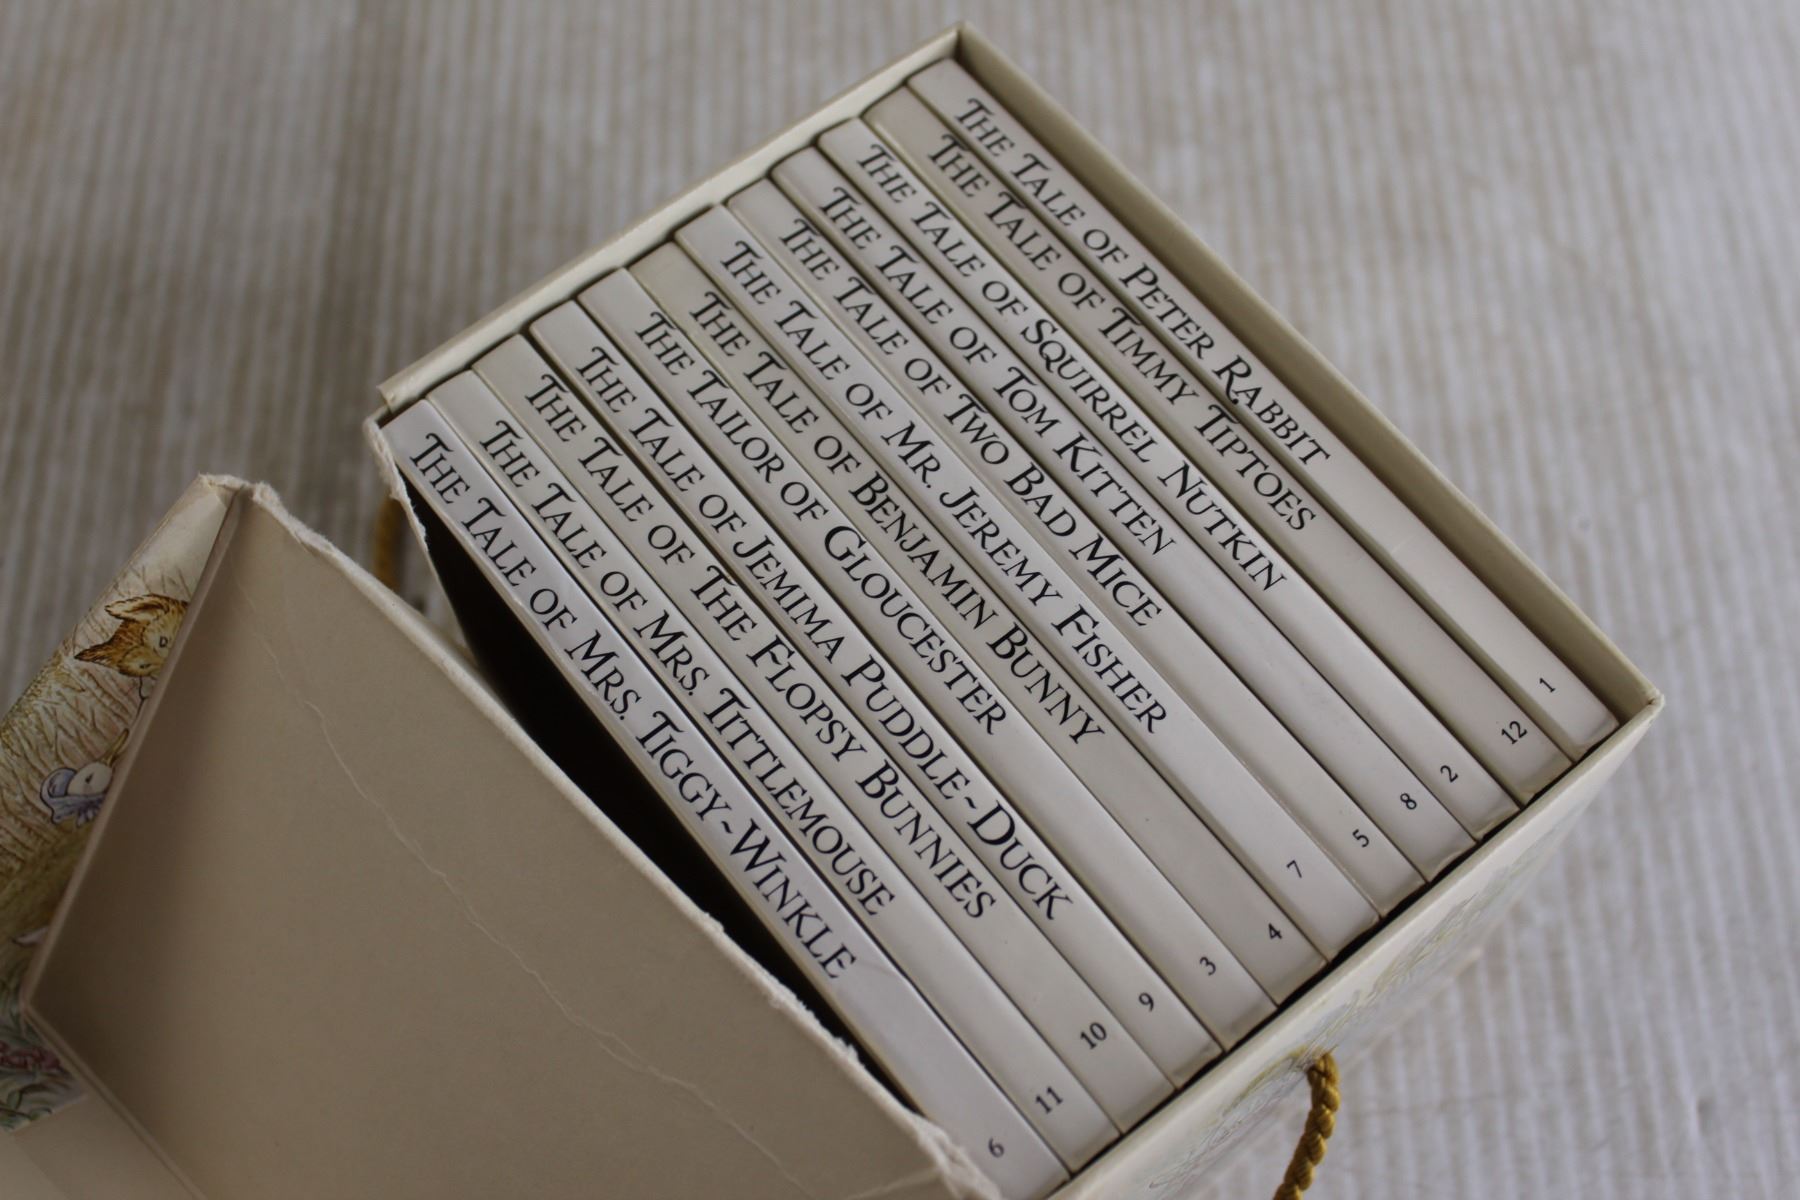 THE TALE OF PETER RABBIT 1
THE TALE OF TIMMY TIPTOES 12
THE TALE OF SQUIRREL NUTKIN 2
THE TALE OF TOM KITTEN 8
THE TALE OF TWO BAD MICE 5
THE TALE OF MR. JEREMY FISHER 7
THE TALE OF BENJAMIN BUNNY 4
THE TAILOR OF GLOUCESTER 3
THE TALE OF JEMIMA PUDDLE~DUCK 9
THE TALE OF THE FLOPSY BUNNIES 10
THE TALE OF MRS. TITTLEMOUSE 11
THE TALE OF MRS. TIGGY~WINKLE 6